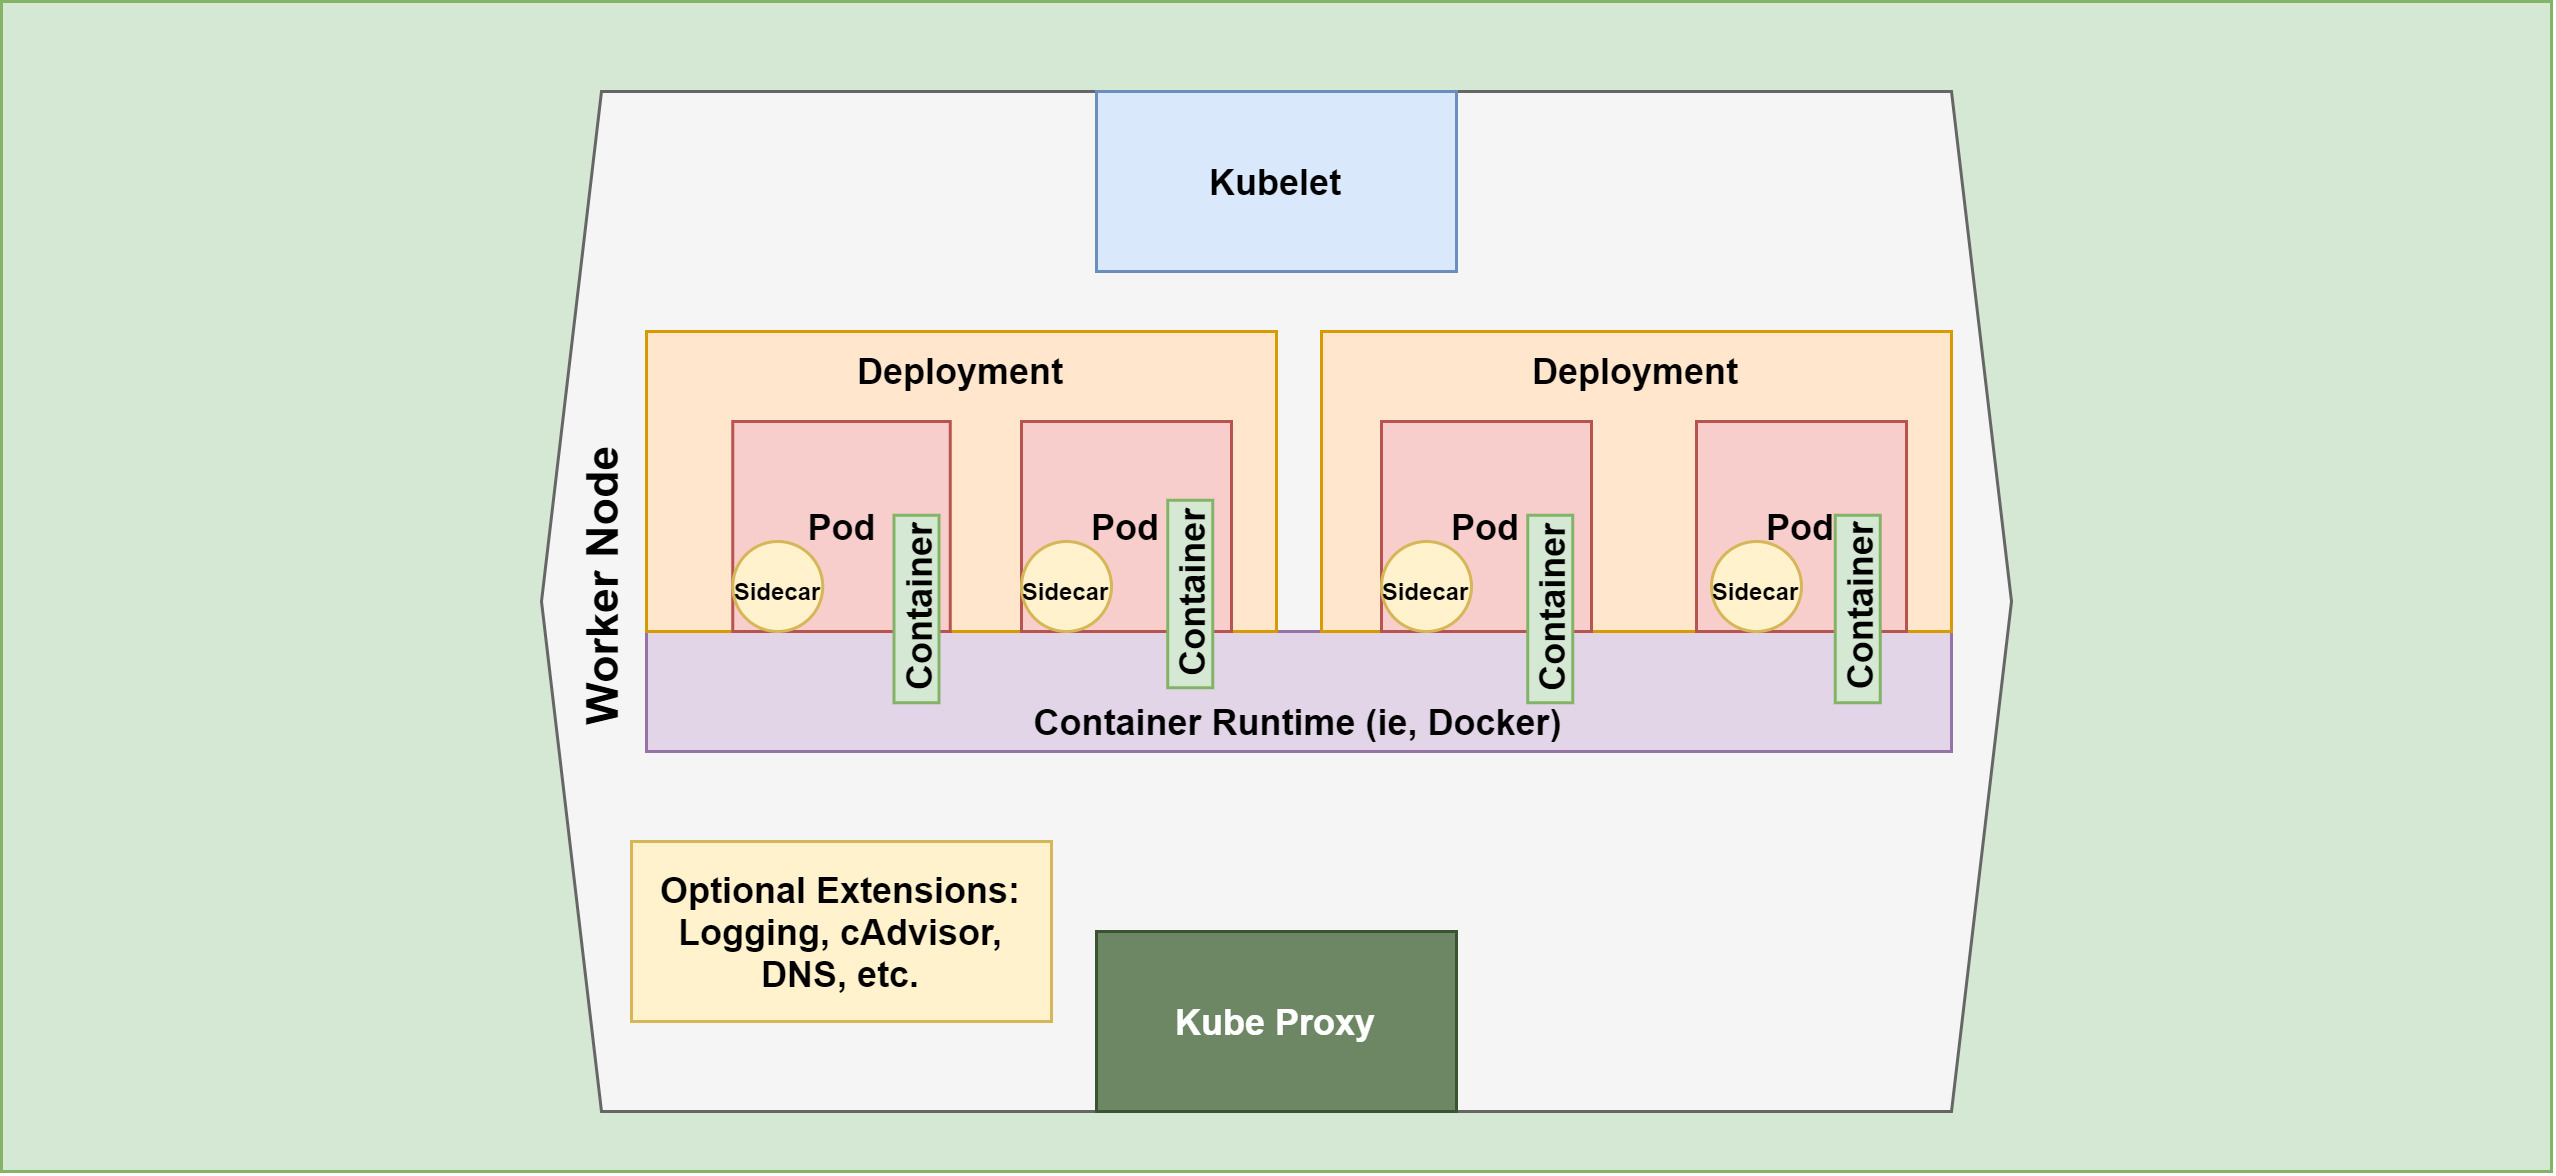 Kubelet
Deployment
Deployment
Worker Node
Pod
Sidecar
Container
Pod
Sidecar
Container
Pod
Sidecar
Container
Pod
Sidecar
Container
Container Runtime (ie, Docker)
Optional Extensions:
Logging, cAdvisor,
DNS, etc.
Kube Proxy